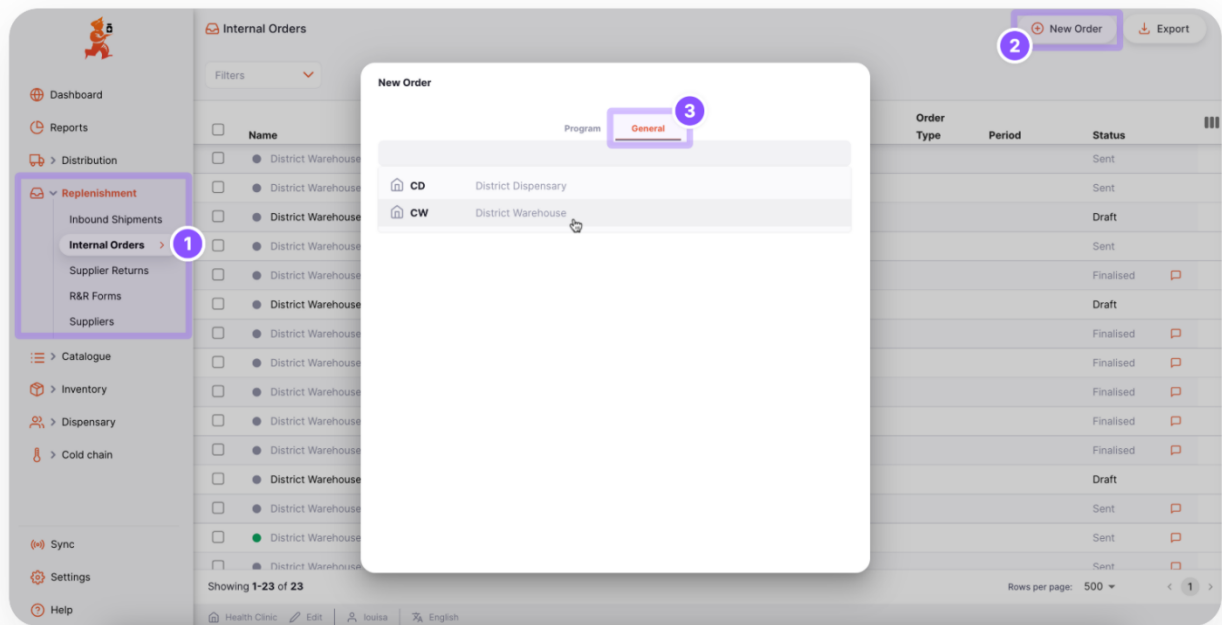 Internal Orders
2
New Order
Export
Filters
Dashboard
Reports
Distribution
Replenishment
Inbound Shipments
Internal Orders
1
Supplier Returns
R&R Forms
Suppliers
Catalogue
Inventory
Dispensary
Cold chain
Sync
Settings
Help
New Order
Program
General
3
CD District Dispensary
CW District Warehouse
Name Order Type Period Status
District Warehouse Sent
District Warehouse Sent
District Warehouse Draft
District Warehouse Sent
District Warehouse Finalised
District Warehouse Draft
District Warehouse Finalised
District Warehouse Finalised
District Warehouse Finalised
District Warehouse Finalised
District Warehouse Finalised
District Warehouse Draft
District Warehouse Sent
District Warehouse Sent
District Warehouse Sent
Showing 1-23 of 23
Rows per page: 500
1
Health Clinic Edit louisa English